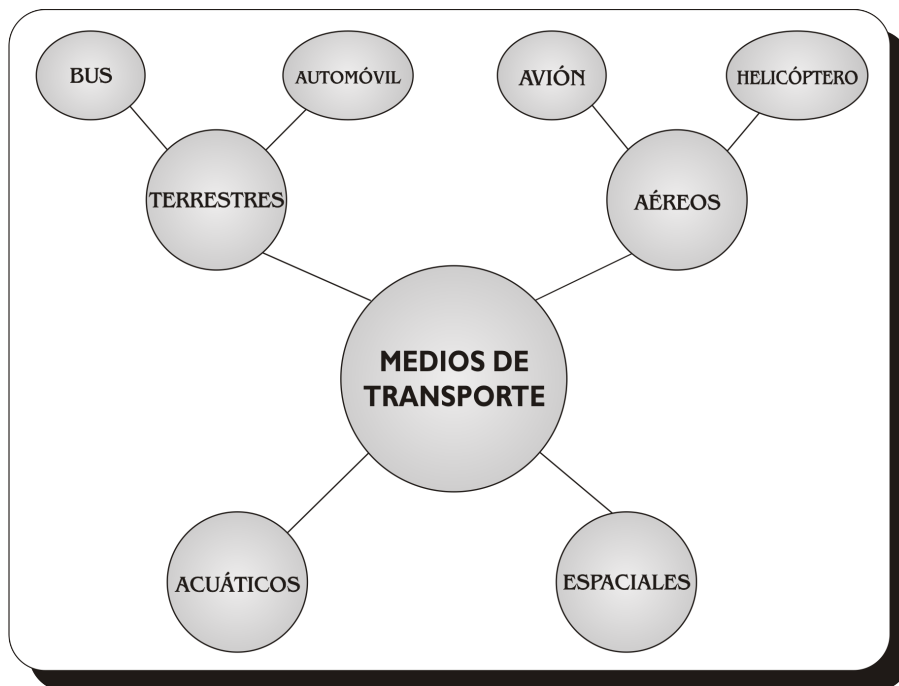 BUS
AUTOMÓVIL
AVIÓN
HELICÓPTERO
TERRESTRES
AÉREOS
MEDIOS DE
TRANSPORTE
ACUÁTICOS
ESPACIALES